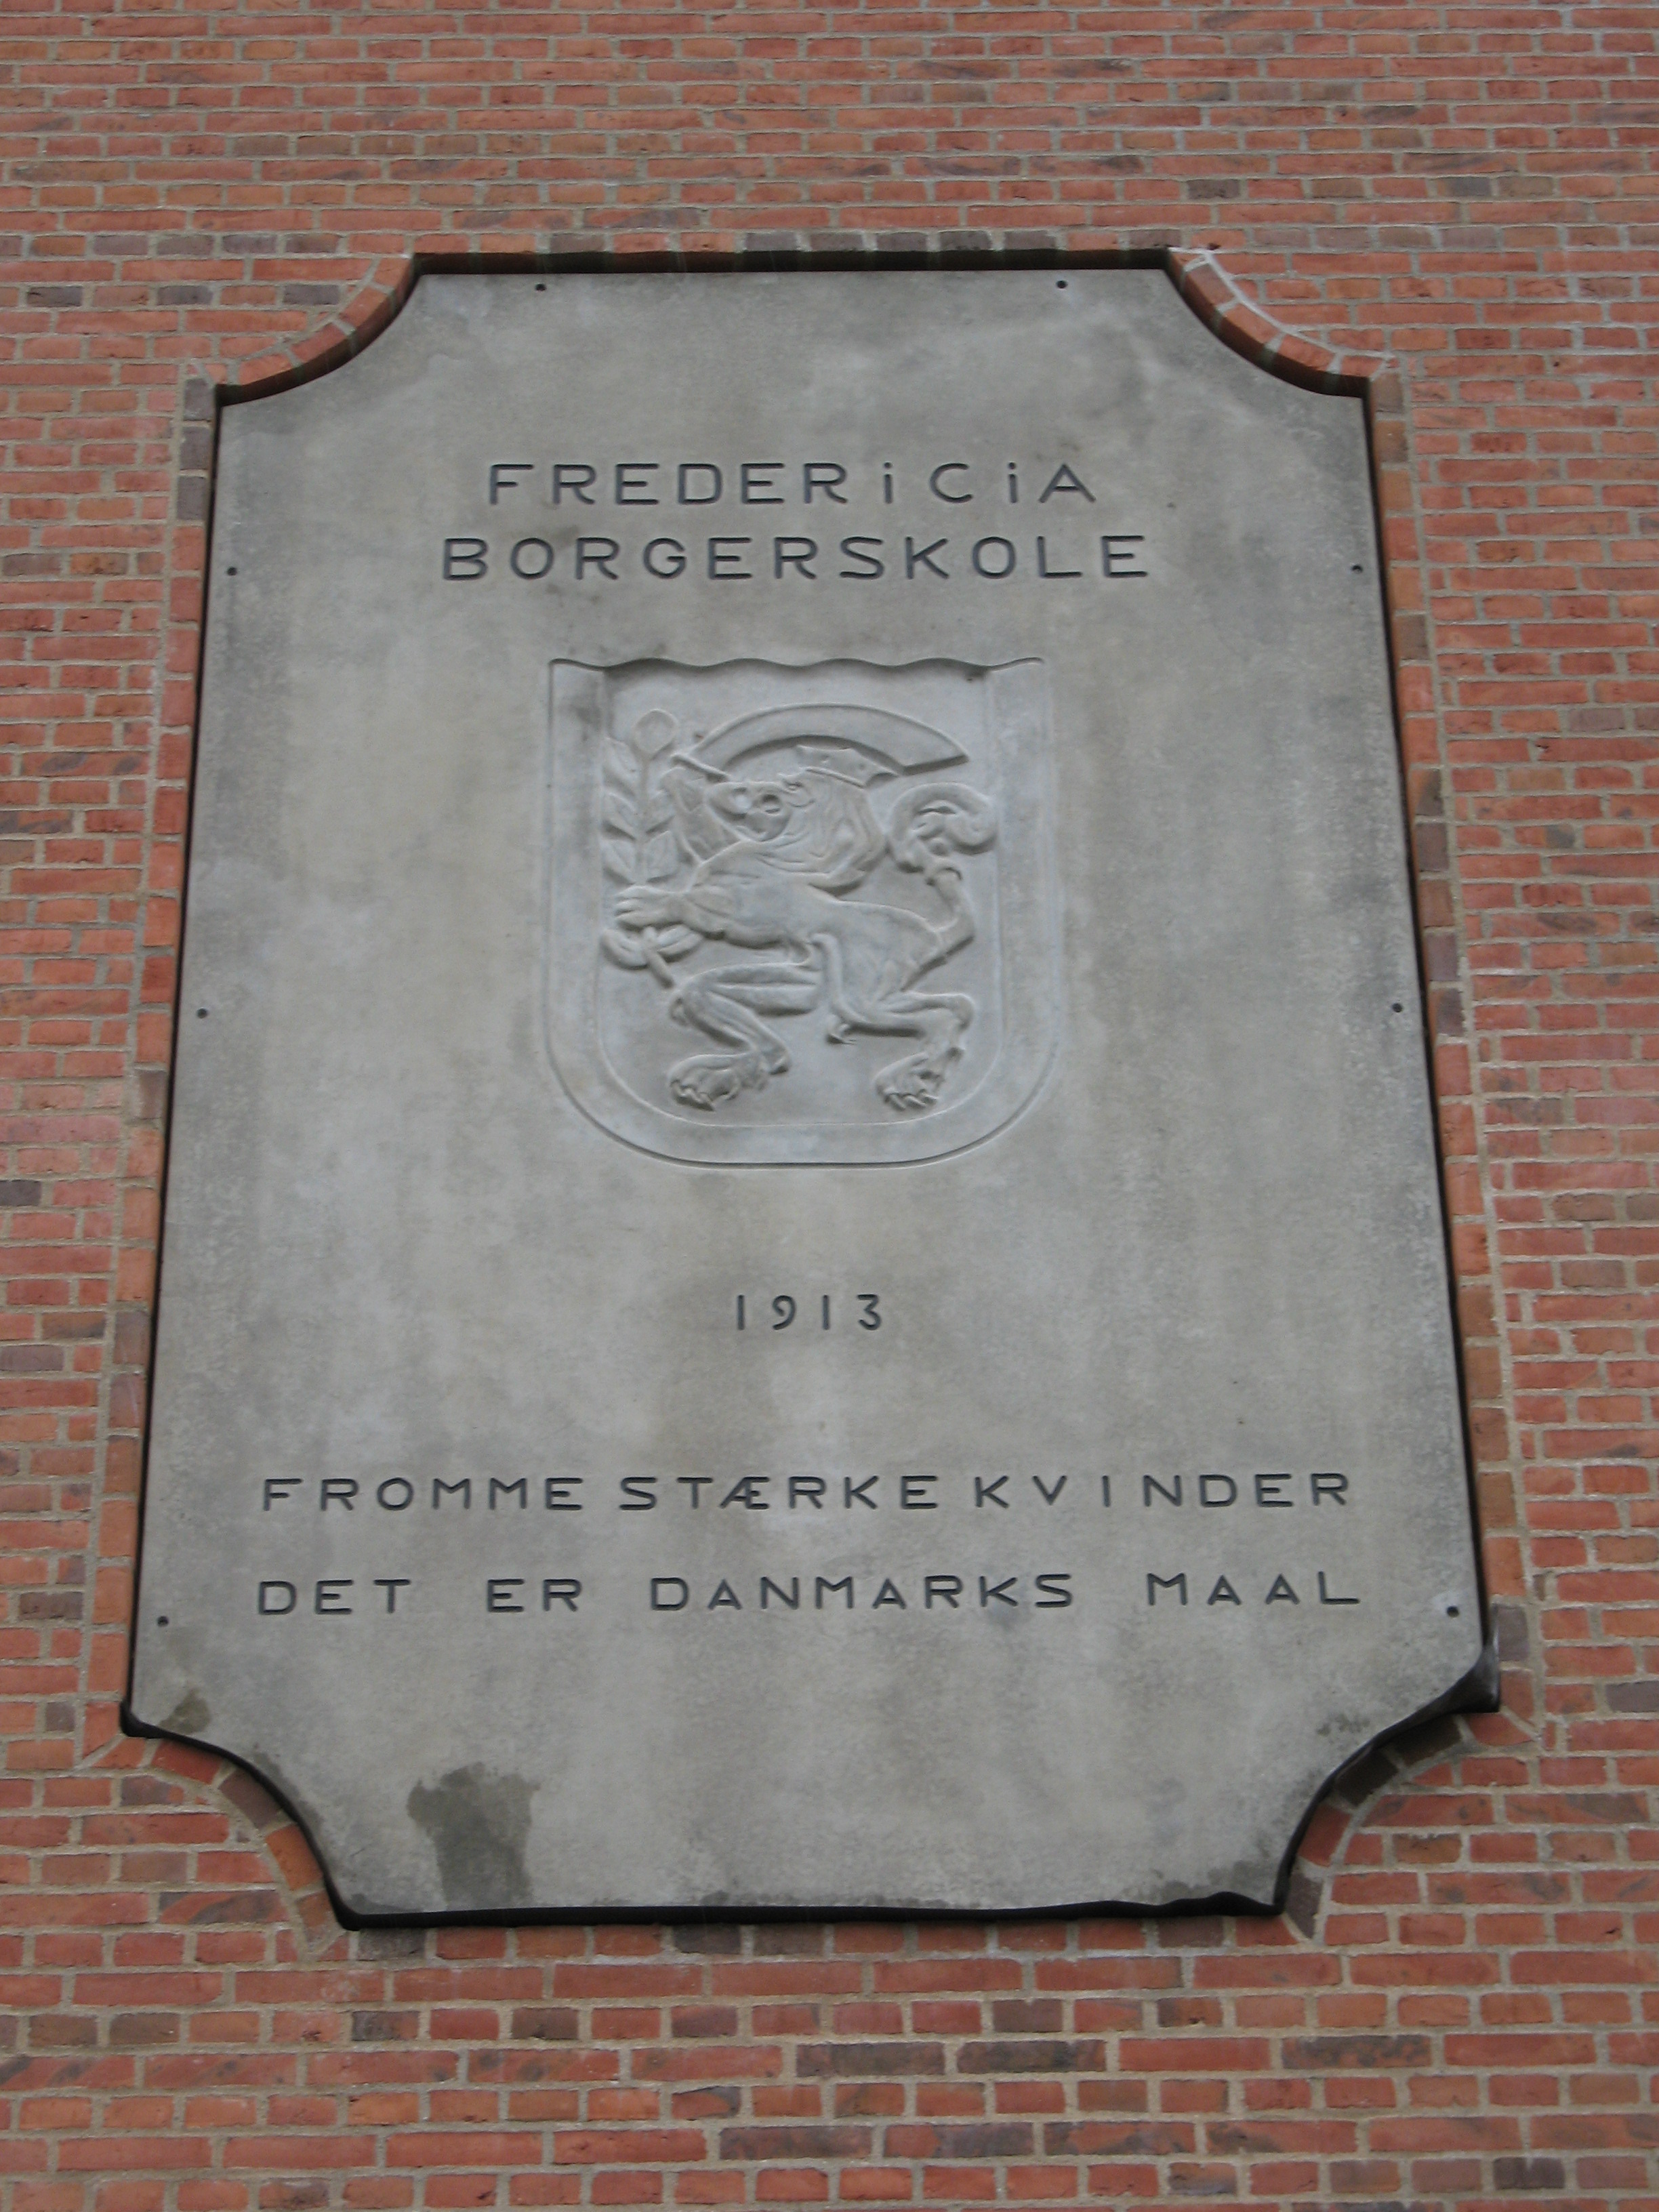 FREDERiCiA
BORGERSKOLE
1913
FROMME STÆRKE KVINDER
DET ER DANMARKS MAAL